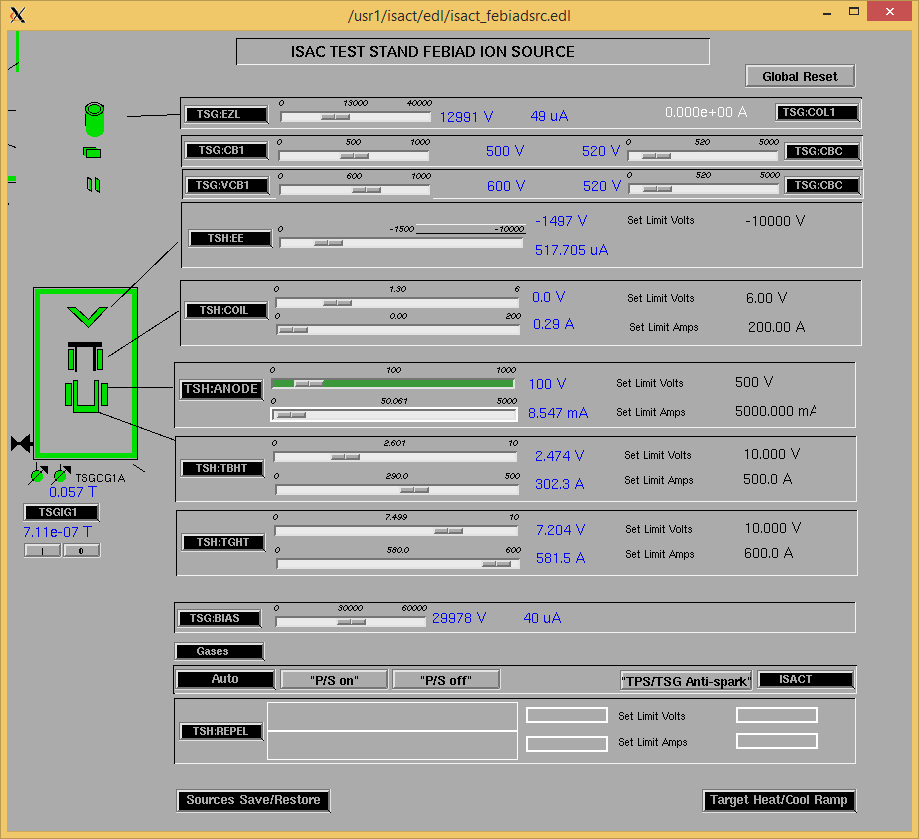 /usr1/isact/edl/isact_febiadsrc.edl
ISAC TEST STAND FEBIAD ION SOURCE
Global Reset
0 13000 40000
TSG:EZL 12991 V 49 uA 0.000e+00 A TSG:COL1
0 500 1000 0 520 5000
TSG:CB1 500 V 520 V TSG:CBC
0 600 1000 0 520 5000
TSG:VCB1 600 V 520 V TSG:CBC
0 -1500 -10000 -1497 V Set Limit Volts -10000 V
TSH:EE
517.705 uA
0 1.30 6
0.0 V Set Limit Volts 6.00 V
TSH:COIL
0 0.00 200
0.29 A Set Limit Amps 200.00 A
0 100 1000
100 V Set Limit Volts 500 V
TSH:ANODE
0 50.061 5000
8.547 mA Set Limit Amps 5000.000 mA
0 2.601 10
2.474 V Set Limit Volts 10.000 V
TSH:TBHT
0 290.0 500
302.3 A Set Limit Amps 500.0 A
TSGCG1A
0.057 T
TSGIG1
7.11e-07 T
I 0
0 7.499 10
7.204 V Set Limit Volts 10.000 V
TSH:TGHT
0 580.0 600
581.5 A Set Limit Amps 600.0 A
0 30000 60000
TSG:BIAS 29978 V 40 uA
Gases
Auto "P/S on" "P/S off" "TPS/TSG Anti-spark" ISACT
Set Limit Volts
TSH:REPEL
Set Limit Amps
Sources Save/Restore Target Heat/Cool Ramp